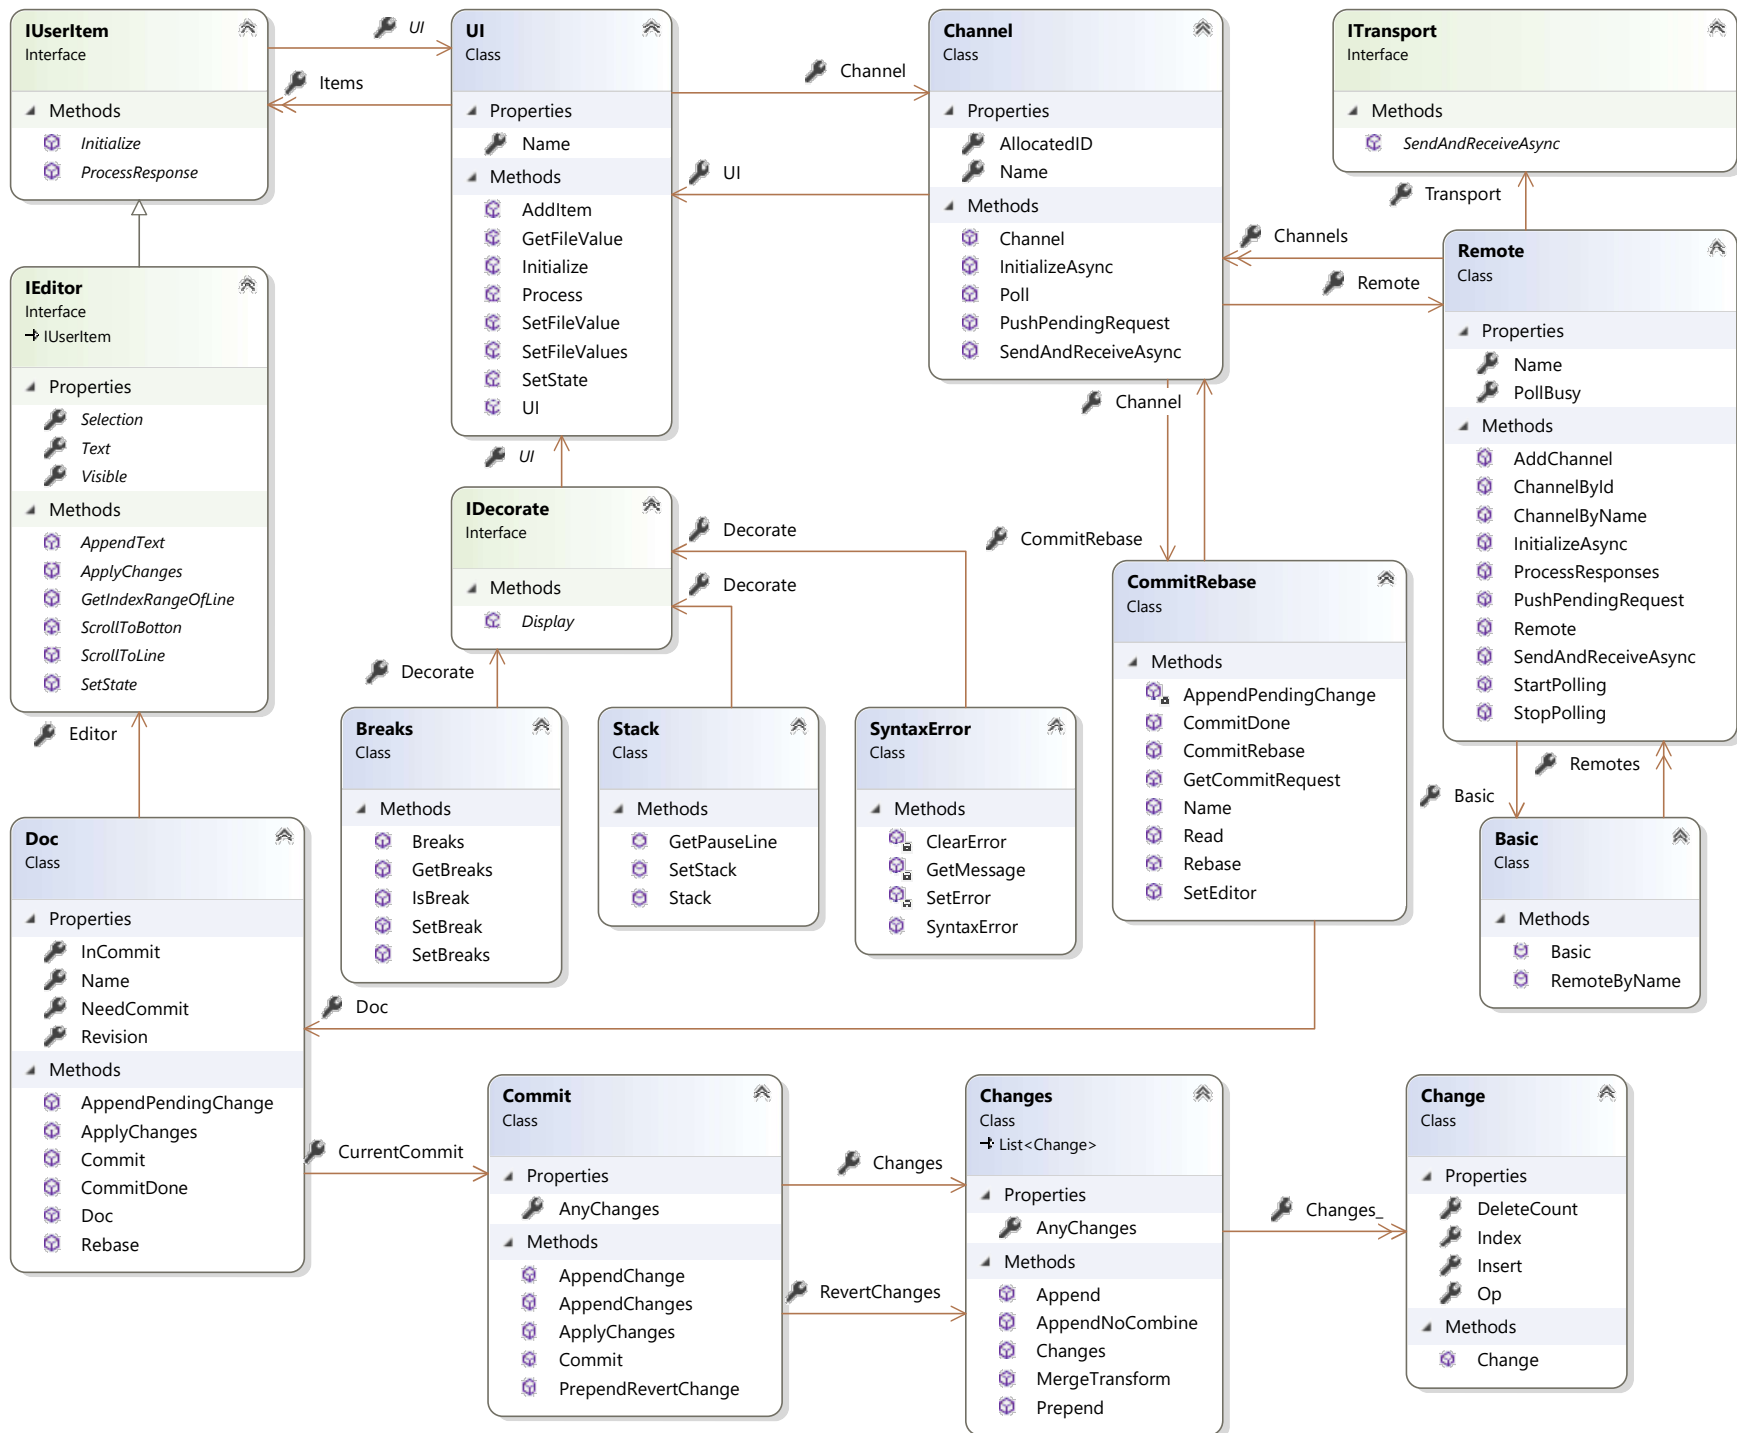 IUserItem
Interface
Methods
Initialize
ProcessResponse
UI
Items
UI
Class
Properties
Name
Methods
AddItem
GetFileValue
Initialize
Process
SetFileValue
SetFileValues
SetState
UI
Channel
UI
Channel
Class
Properties
AllocatedID
Name
Methods
Channel
InitializeAsync
Poll
PushPendingRequest
SendAndReceiveAsync
ITransport
Interface
Methods
SendAndReceiveAsync
Transport
Channels
Remote
Remote
Class
Properties
Name
PollBusy
Methods
AddChannel
ChannelById
ChannelByName
InitializeAsync
ProcessResponses
PushPendingRequest
Remote
SendAndReceiveAsync
StartPolling
StopPolling
IEditor
Interface
IUserItem
Properties
Selection
Text
Visible
Methods
AppendText
ApplyChanges
GetIndexRangeOfLine
ScrollToBotton
ScrollToLine
SetState
Editor
UI
IDecorate
Interface
Methods
Display
Decorate
Decorate
Decorate
Channel
CommitRebase
CommitRebase
Class
Methods
AppendPendingChange
CommitDone
CommitRebase
GetCommitRequest
Name
Read
Rebase
SetEditor
Breaks
Class
Methods
Breaks
GetBreaks
IsBreak
SetBreak
SetBreaks
Stack
Class
Methods
GetPauseLine
SetStack
Stack
SyntaxError
Class
Methods
ClearError
GetMessage
SetError
SyntaxError
Remotes
Basic
Basic
Class
Methods
Basic
RemoteByName
Doc
Class
Properties
InCommit
Name
NeedCommit
Revision
Methods
AppendPendingChange
ApplyChanges
Commit
CommitDone
Doc
Rebase
Doc
CurrentCommit
Commit
Class
Properties
AnyChanges
Methods
AppendChange
AppendChanges
ApplyChanges
Commit
PrependRevertChange
Changes
RevertChanges
Changes
Class
List<Change>
Properties
AnyChanges
Methods
Append
AppendNoCombine
Changes
MergeTransform
Prepend
Changes_
Change
Class
Properties
DeleteCount
Index
Insert
Op
Methods
Change